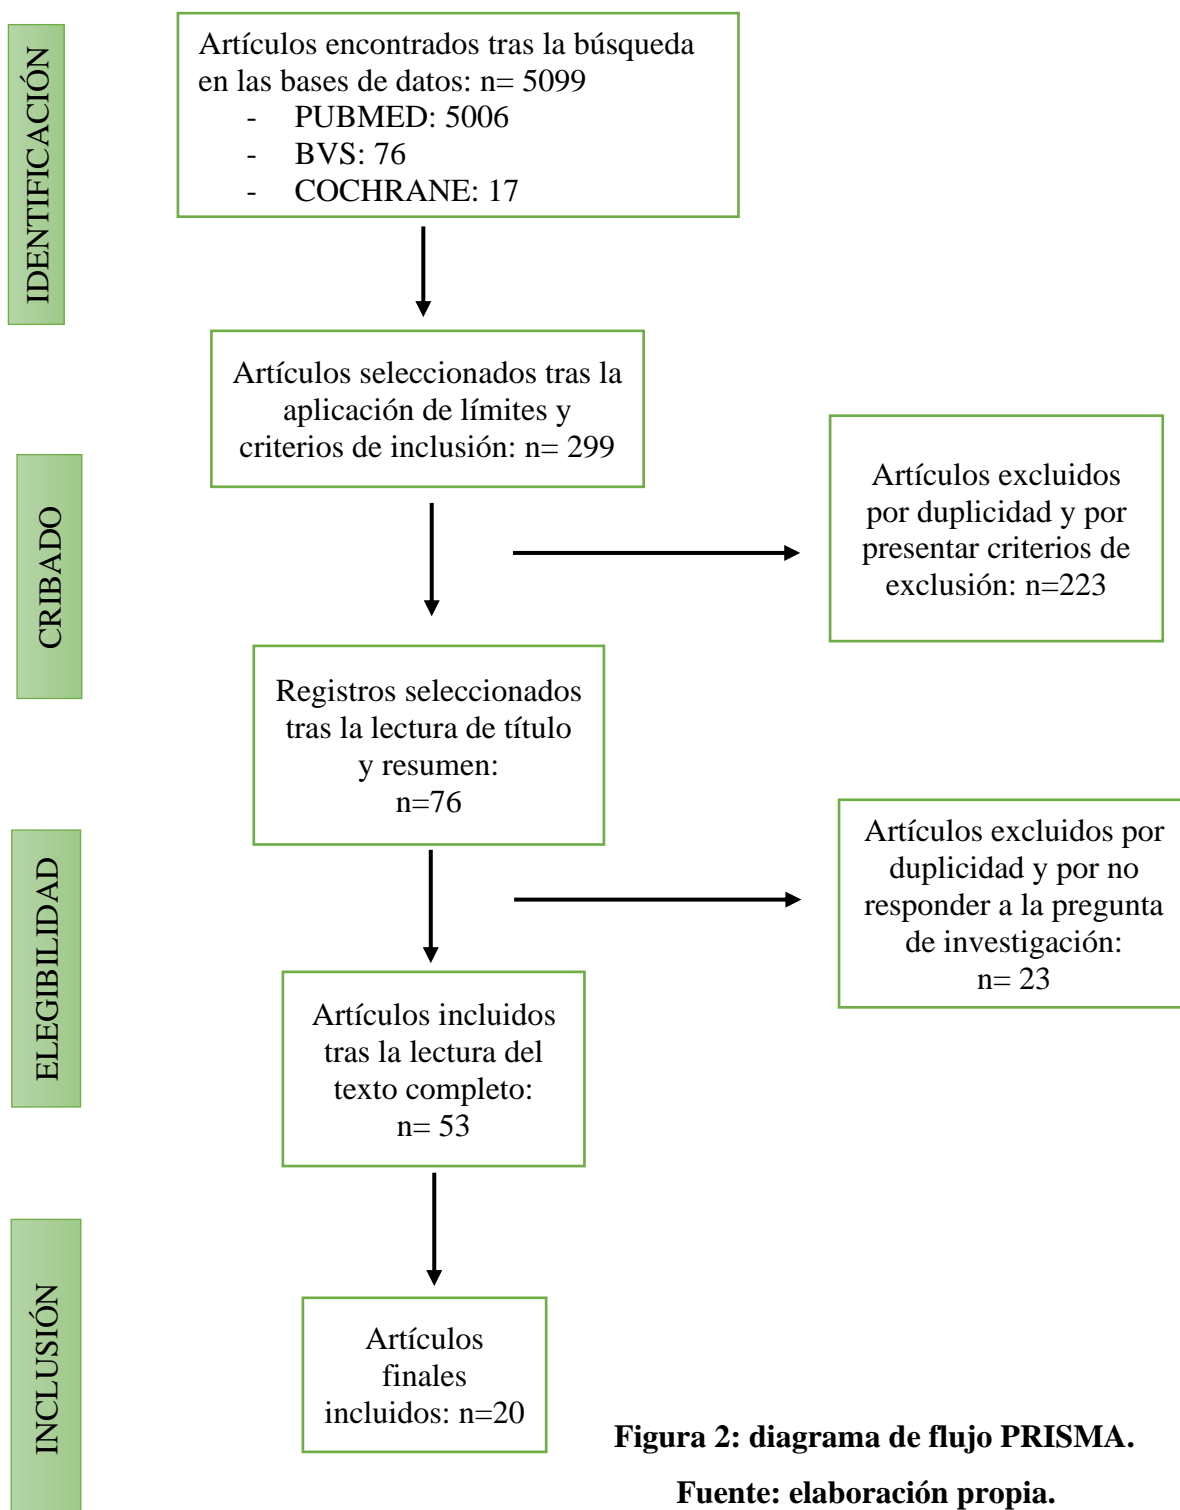 IDENTIFICACIÓN
Artículos encontrados tras la búsqueda
en las bases de datos: n= 5099
- PUBMED: 5006
- BVS: 76
- COCHRANE: 17
Artículos seleccionados tras la
aplicación de límites y
criterios de inclusión: n= 299
CRIBADO
Artículos excluidos
por duplicidad y por
presentar criterios de
exclusión: n=223
Registros seleccionados
tras la lectura de título
y resumen:
n=76
ELEGIBILIDAD
Artículos excluidos por
duplicidad y por no
responder a la pregunta
de investigación:
n= 23
Artículos incluidos
tras la lectura del
texto completo:
n= 53
INCLUSIÓN
Artículos
finales
incluidos: n=20
Figura 2: diagrama de flujo PRISMA.
Fuente: elaboración propia.